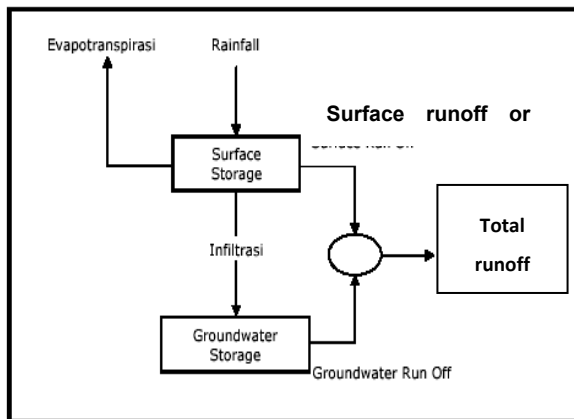 Evapotranspirasi
Rainfall
Surface runoff or
Surface
Storage
Total
runoff
Infiltrasi
Groundwater
Storage
Groundwater Run Off